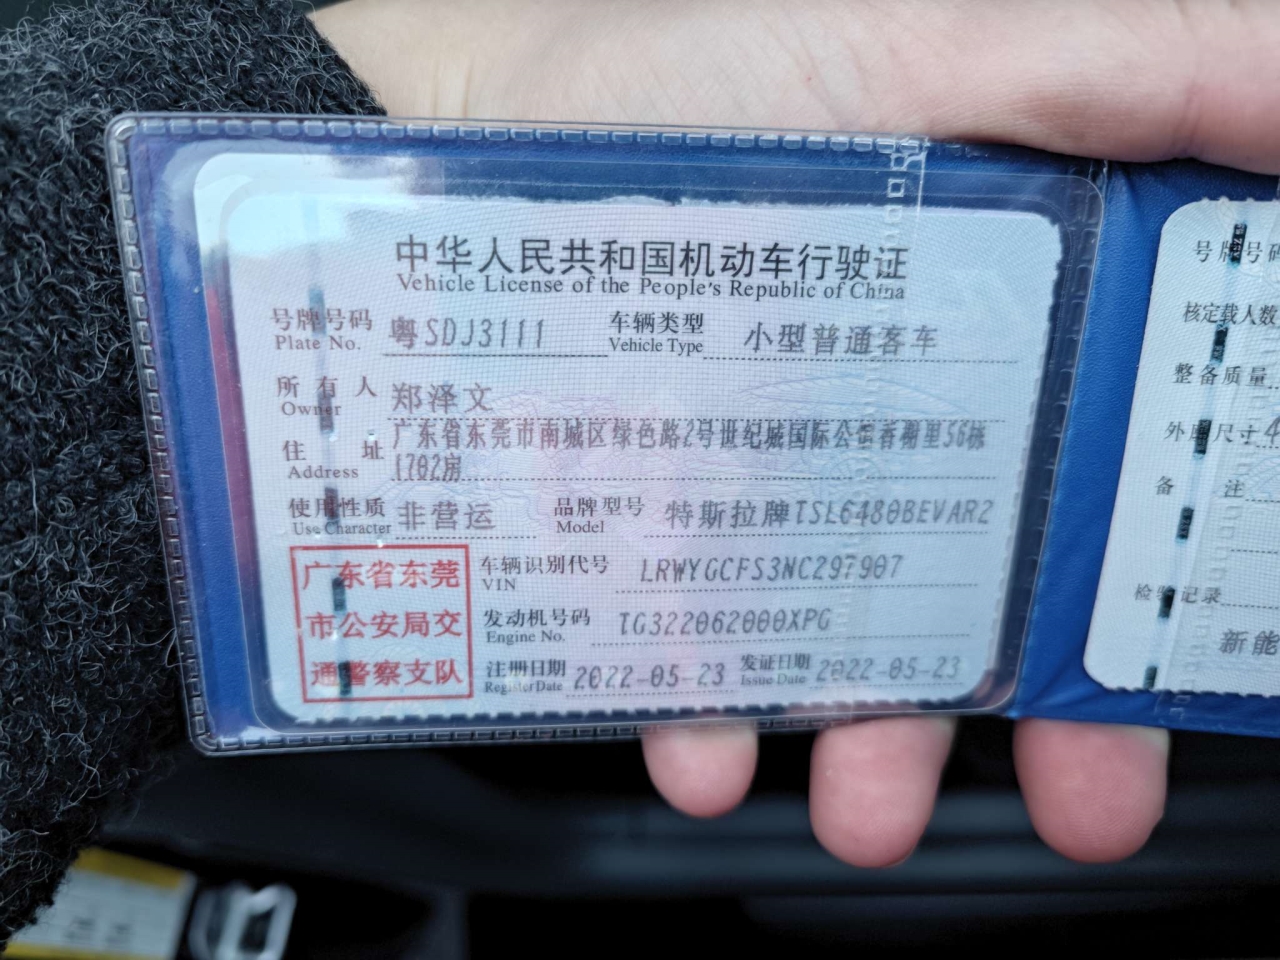 中华人民共和国机动车行驶证
Vehicle License of the People's Republic of China
号牌号码 粤SDJ3111 车辆类型 小型普通客车
Plate No. Vehicle Type
所有人 郑泽文
Owner
住址 广东省东莞市南城区绿色路2号世纪城国际公馆香榭里56栋
Address 1702房
使用性质 非营运 品牌型号 特斯拉牌TSL6480BEVAR2
Use Character Model
广东省东莞
市公安局交
通警察支队
车辆识别代号 LRWYGCFS3NC297907
VIN
发动机号码 TG322062000XPG
Engine No.
注册日期 2022-05-23 发证日期 2022-05-23
Register Date Issue Date
号牌号码
核定载人数
整备质量
外廓尺寸 4
备注
检验记录
新能